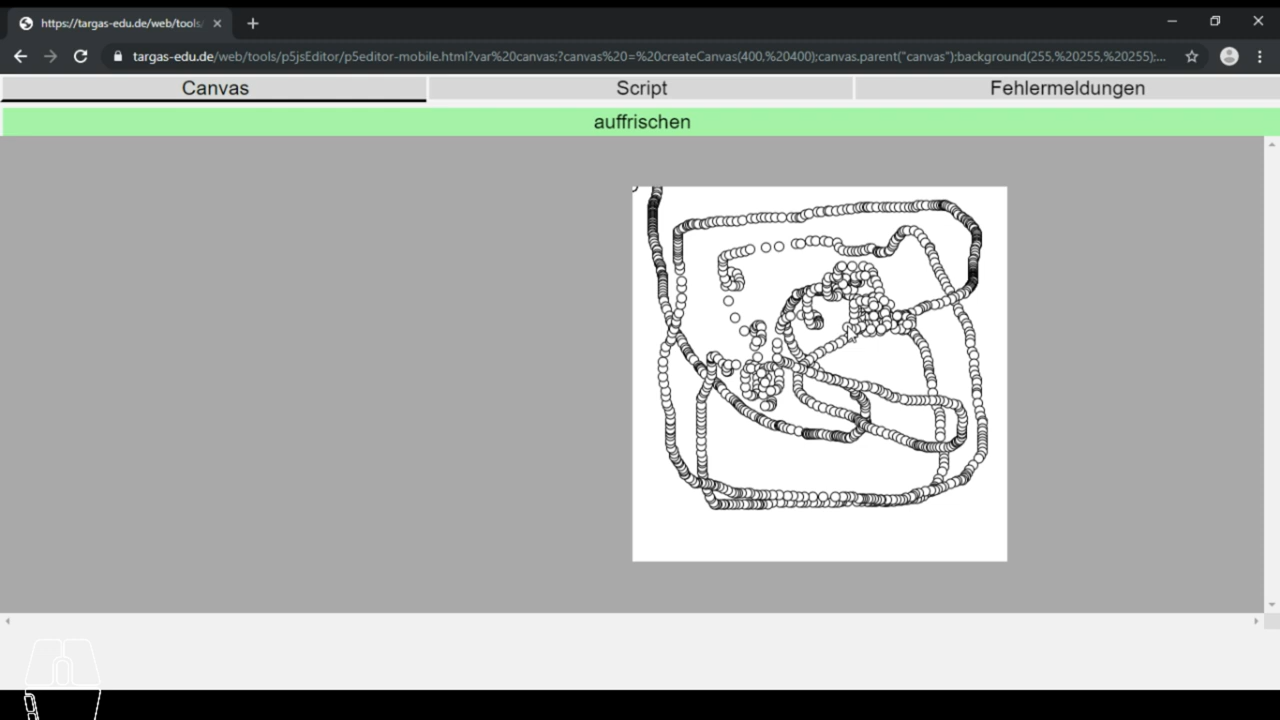 https://targas-edu.de/web/tools
targas-edu.de/web/tools/p5jsEditor/p5editor-mobile.html?var%20canvas;?canvas%20=%20createCanvas(400,%20400);canvas.parent("canvas");background(255,%20255,%20255);...
Canvas
Script
Fehlermeldungen
auffrischen